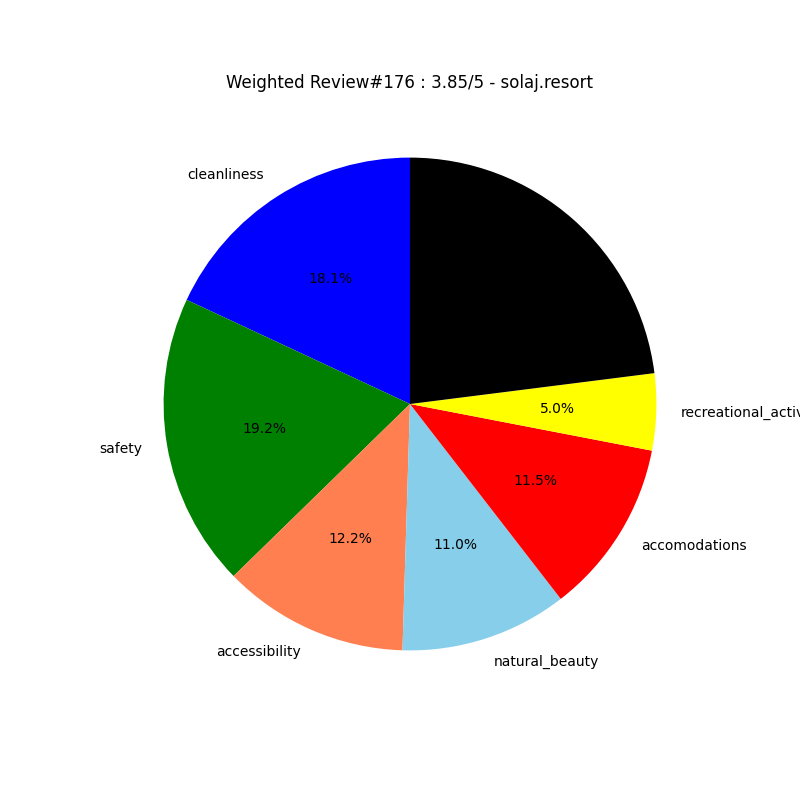 Weighted Review#176 : 3.85/5 - solaj.resort
cleanliness
18.1%
safety
19.2%
accessibility
12.2%
natural_beauty
11.0%
accomodations
11.5%
recreational_activ
5.0%